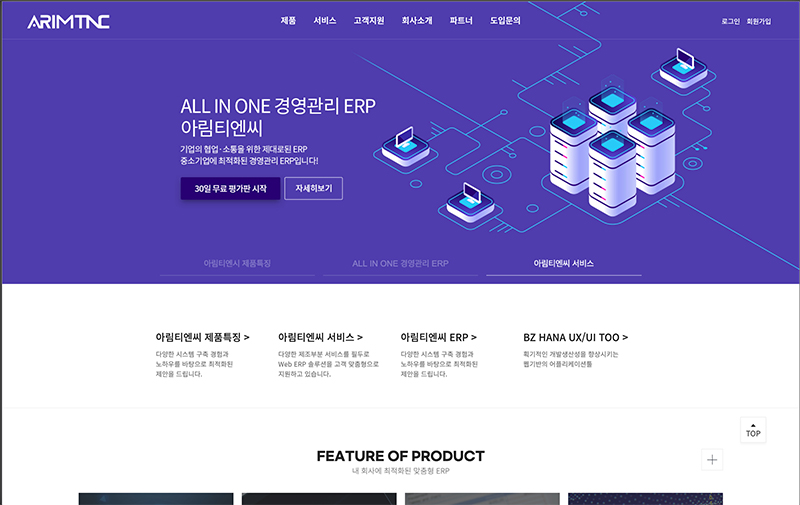 ARIMTNC
제품 서비스 고객지원 회사소개 파트너 도입문의
로그인 회원가입
ALL IN ONE 경영관리 ERP
아림티엔씨
기업의 협업·소통을 위한 제대로된 ERP
중소기업에 최적화된 경영관리 ERP입니다!
30일 무료 평가판 시작 자세히보기
아림티엔시 제품특징 ALL IN ONE 경영관리 ERP 아림티엔씨 서비스
아림티엔씨 제품특징 >
다양한 시스템 구축 경험과
노하우를 바탕으로 최적화된
제안을 드립니다.
아림티엔씨 서비스 >
다양한 제조부분 서비스를 필두로
Web ERP 솔루션을 고객 맞춤형으로
지원하고 있습니다.
아림티엔씨 ERP >
다양한 시스템 구축 경험과
노하우를 바탕으로 최적화된
제안을 드립니다.
BZ HANA UX/UI TOO >
획기적인 개발생산성을 향상시키는
웹기반의 어플리케이션툴
TOP
FEATURE OF PRODUCT
내 회사에 최적화된 맞춤형 ERP